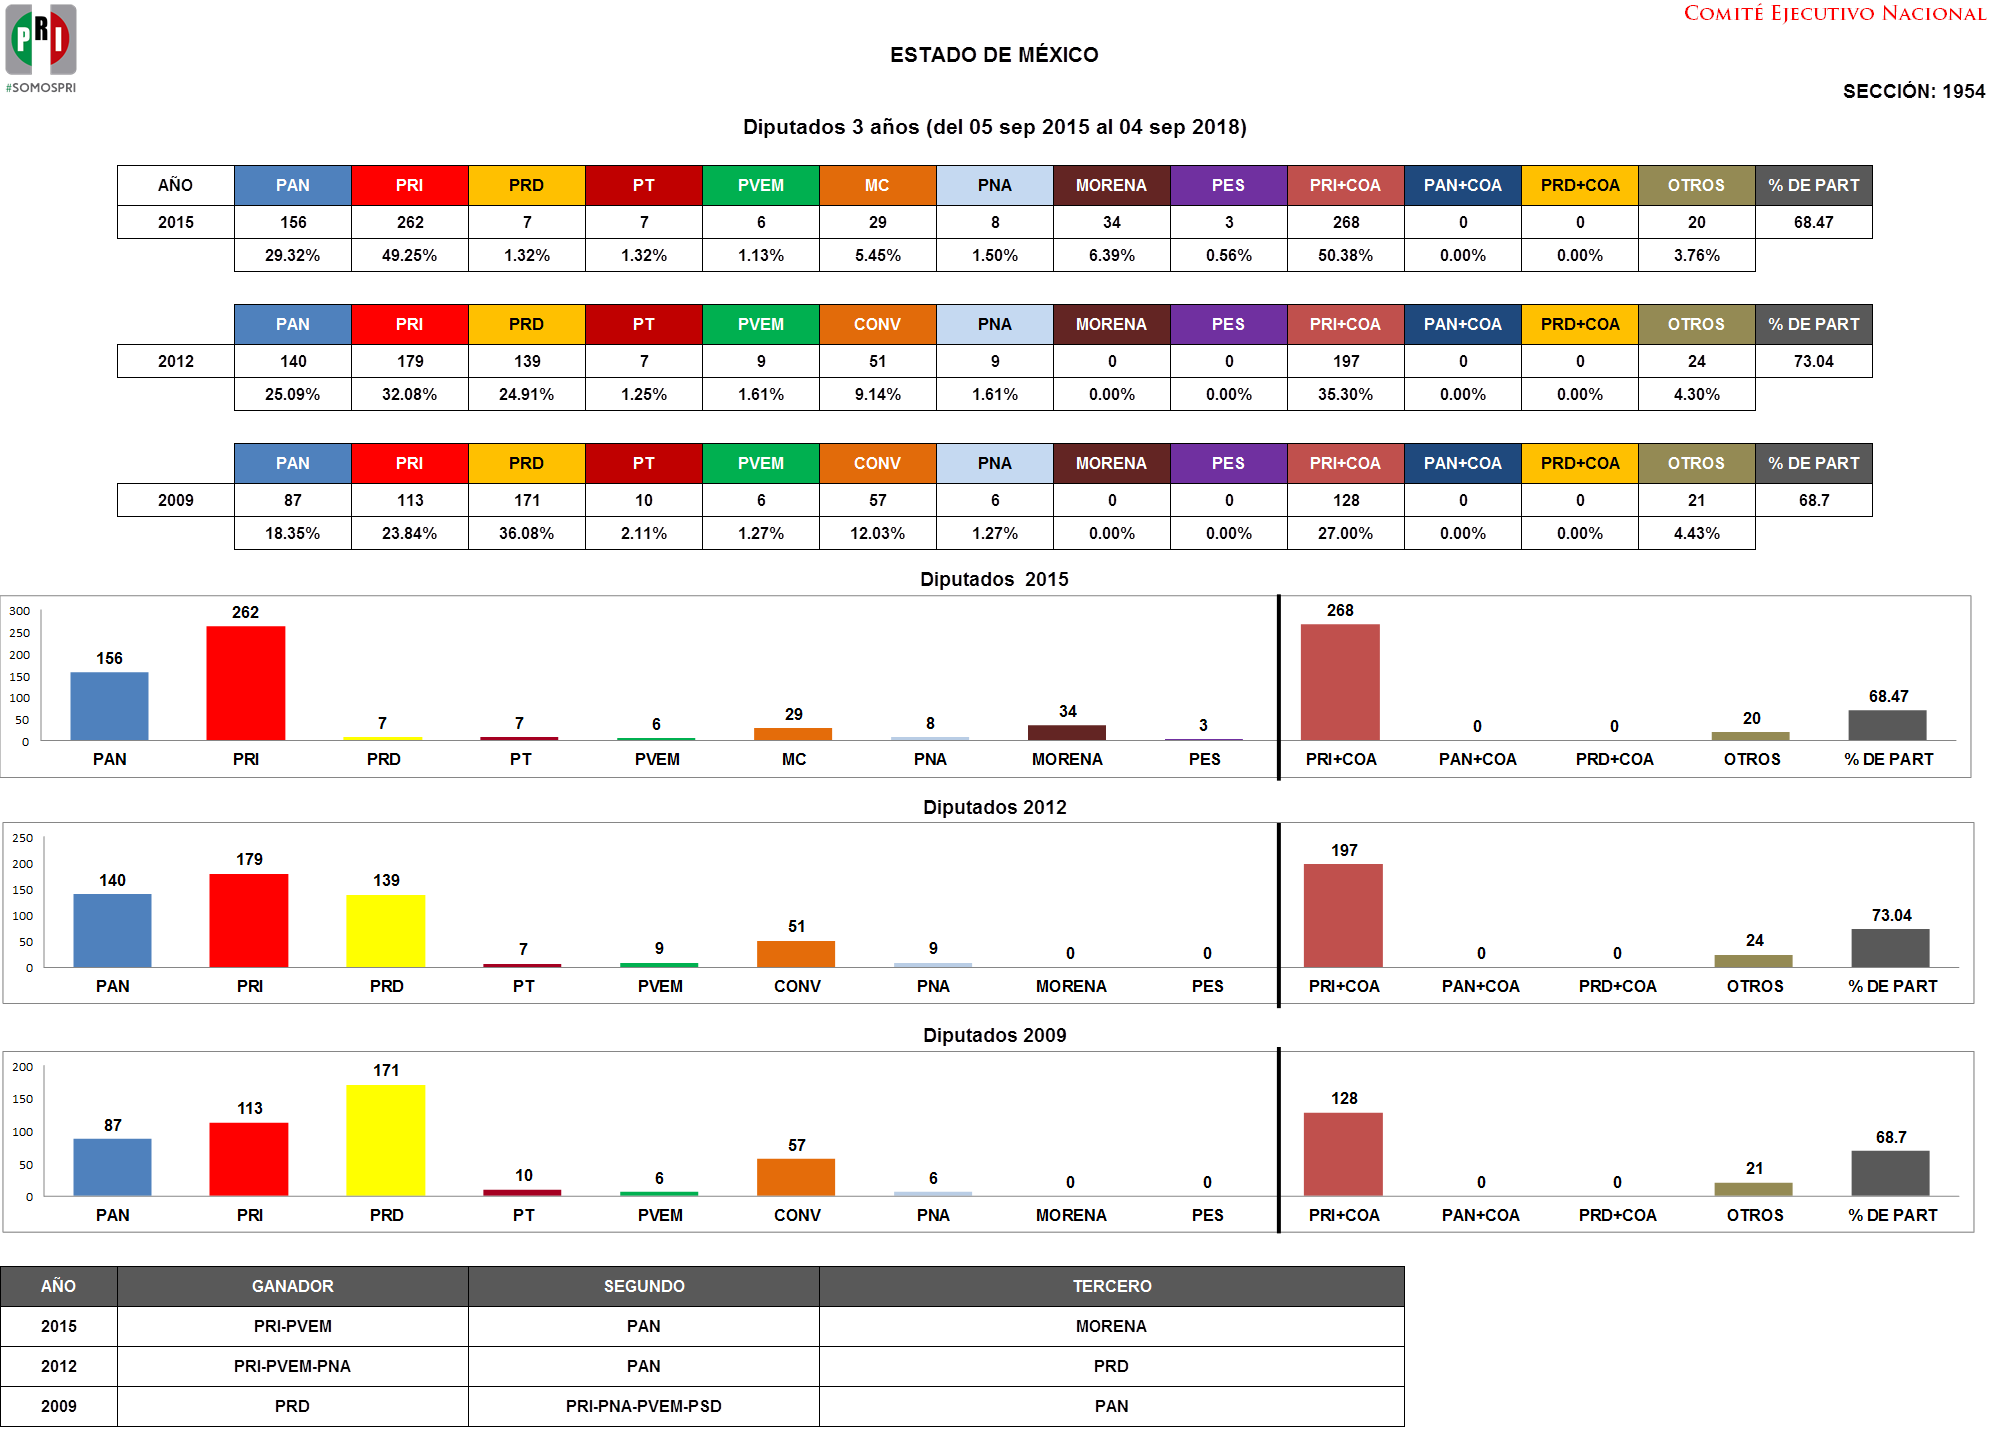 PRI
#SOMOSPRI
COMITÉ EJECUTIVO NACIONAL
ESTADO DE MÉXICO
SECCIÓN: 1954
Diputados 3 años (del 05 sep 2015 al 04 sep 2018)
AÑO PAN PRI PRD PT PVEM MC PNA MORENA PES PRI+COA PAN+COA PRD+COA OTROS % DE PART
2015 156 262 7 7 6 29 8 34 3 268 0 0 20 68.47
29.32% 49.25% 1.32% 1.32% 1.13% 5.45% 1.50% 6.39% 0.56% 50.38% 0.00% 0.00% 3.76%
PAN PRI PRD PT PVEM CONV PNA MORENA PES PRI+COA PAN+COA PRD+COA OTROS % DE PART
2012 140 179 139 7 9 51 9 0 0 197 0 0 24 73.04
25.09% 32.08% 24.91% 1.25% 1.61% 9.14% 1.61% 0.00% 0.00% 35.30% 0.00% 0.00% 4.30%
PAN PRI PRD PT PVEM CONV PNA MORENA PES PRI+COA PAN+COA PRD+COA OTROS % DE PART
2009 87 113 171 10 6 57 6 0 0 128 0 0 21 68.7
18.35% 23.84% 36.08% 2.11% 1.27% 12.03% 1.27% 0.00% 0.00% 27.00% 0.00% 0.00% 4.43%
Diputados 2015
300
250
200
150
100
50
0
156 262 7 7 6 29 8 34 3 268 0 0 20 68.47
PAN PRI PRD PT PVEM MC PNA MORENA PES PRI+COA PAN+COA PRD+COA OTROS % DE PART
Diputados 2012
250
200
150
100
50
0
140 179 139 7 9 51 9 0 0 197 0 0 24 73.04
PAN PRI PRD PT PVEM CONV PNA MORENA PES PRI+COA PAN+COA PRD+COA OTROS % DE PART
Diputados 2009
200
150
100
50
0
87 113 171 10 6 57 6 0 0 128 0 0 21 68.7
PAN PRI PRD PT PVEM CONV PNA MORENA PES PRI+COA PAN+COA PRD+COA OTROS % DE PART
AÑO GANADOR SEGUNDO TERCERO
2015 PRI-PVEM PAN MORENA
2012 PRI-PVEM-PNA PAN PRD
2009 PRD PRI-PNA-PVEM-PSD PAN